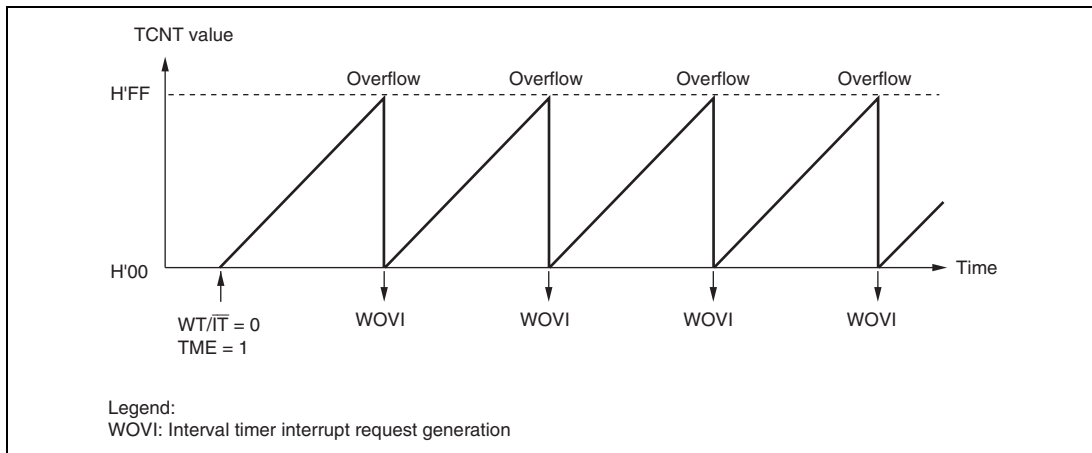 TCNT value
Overflow Overflow Overflow Overflow
H'FF
H'00
Time
WT/I̅T̅ = 0
TME = 1
WOVI WOVI WOVI WOVI
Legend:
WOVI: Interval timer interrupt request generation